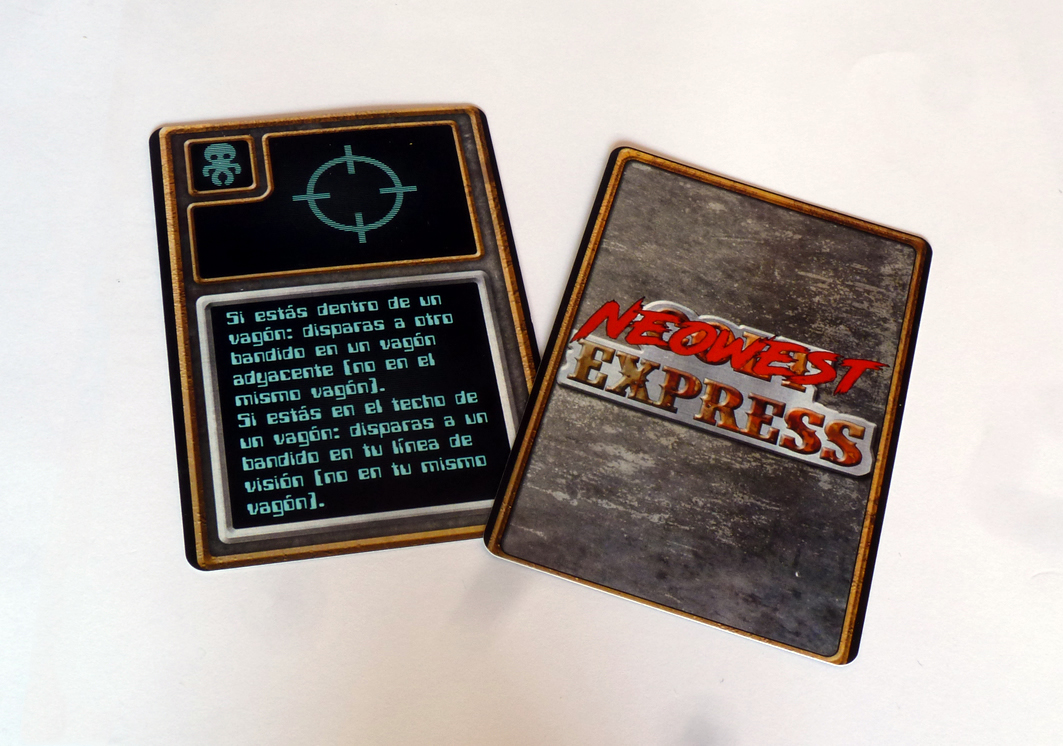 Si estás dentro de un
vagón: disparas a otro
bandido en un vagón
adyacente [no en el
mismo vagón].
Si estás en el techo de
un vagón: disparas a un
bandido en tu línea de
visión [no en tu mismo
vagón].
NEOWEST
EXPRESS